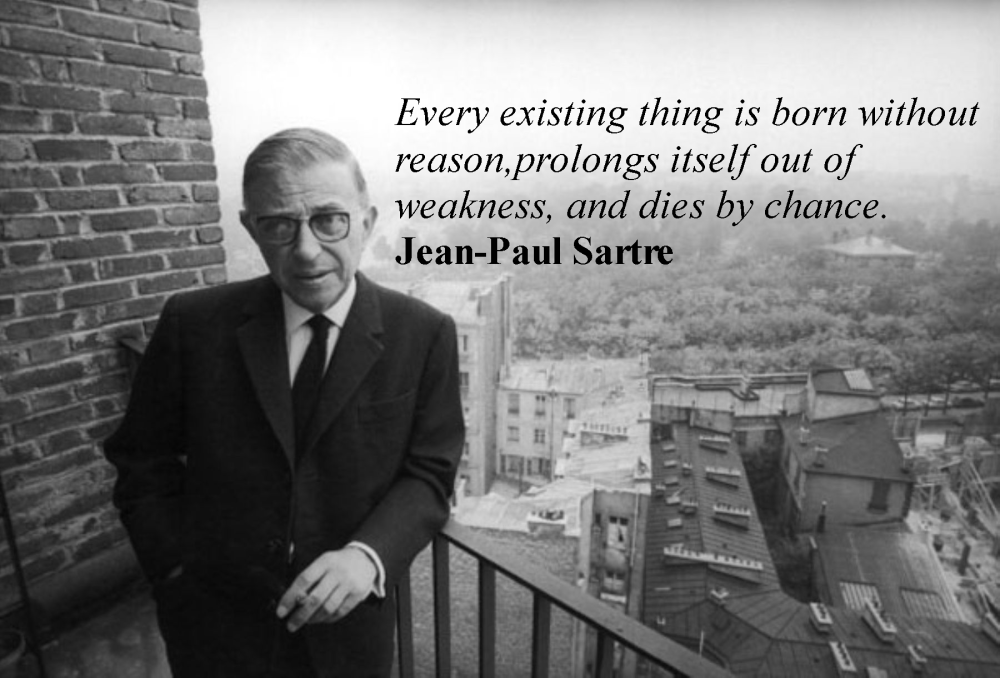 Every existing thing is born without
reason,prolongs itself out of
weakness, and dies by chance.
Jean-Paul Sartre